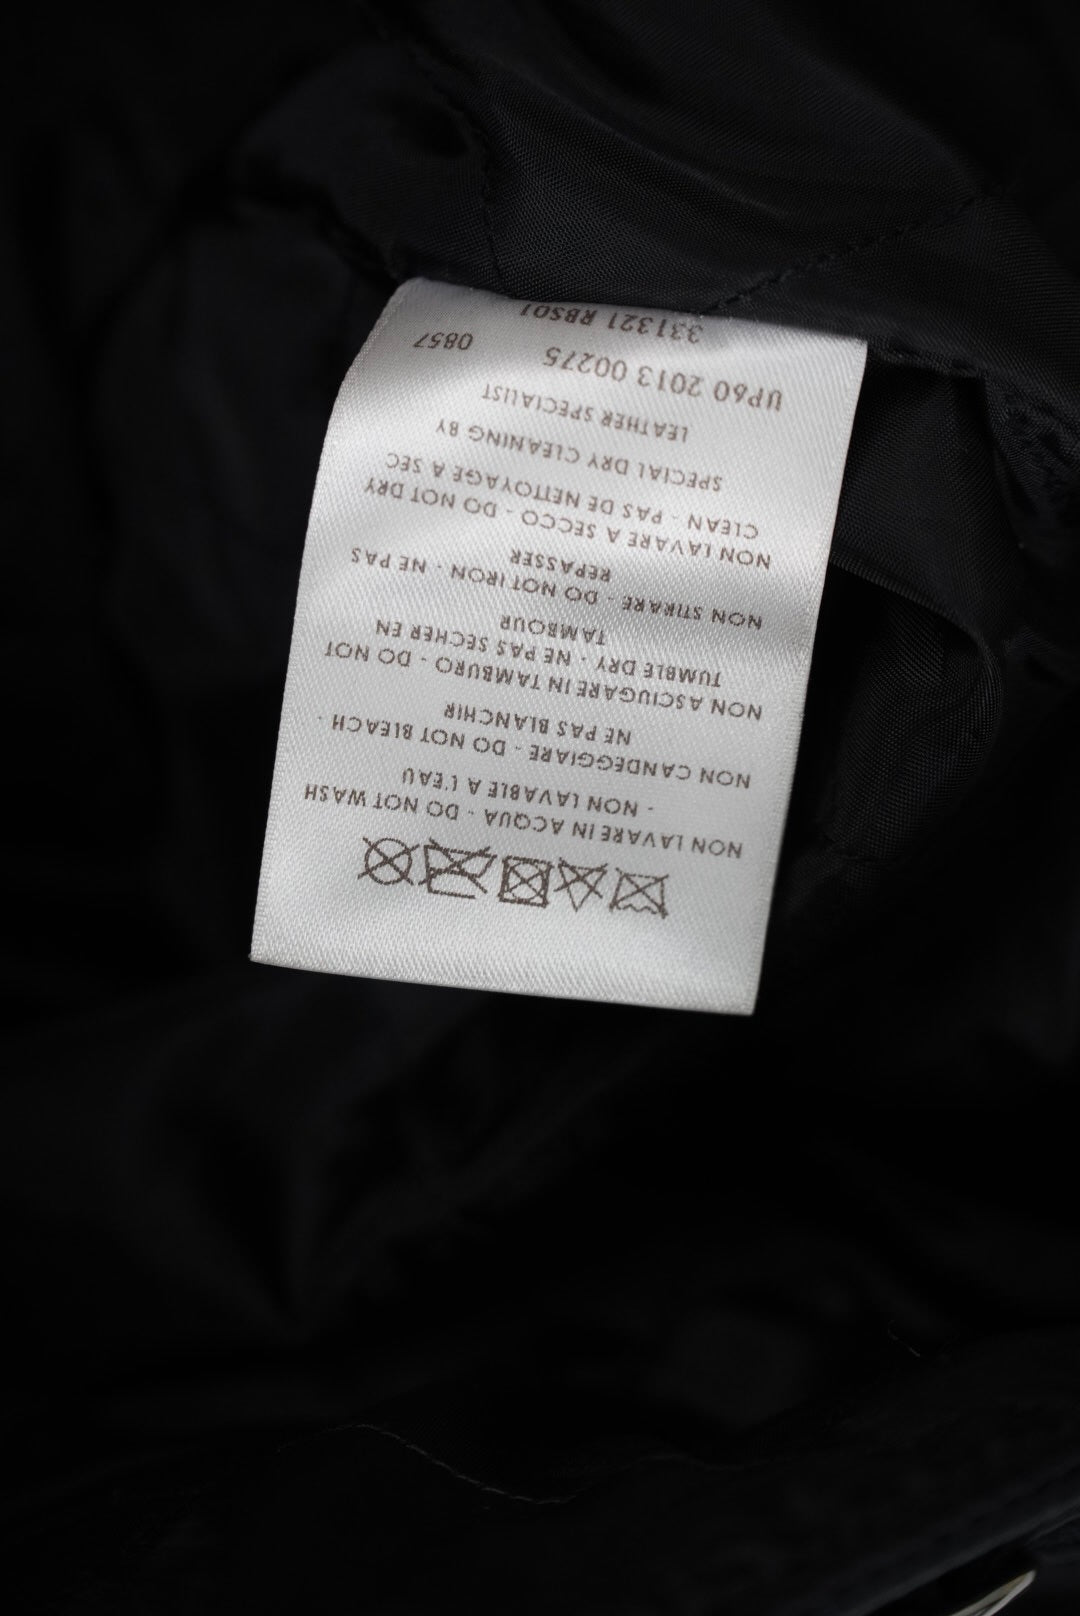 NON LAVARE IN ACQUA - DO NOT WASH
- NON LAVABLE A L'EAU
NON CANDEGGIARE - DO NOT BLEACH -
NE PAS BLANCHIR
NON ASCIUGARE IN TAMBURO - DO NOT
TUMBLE DRY - NE PAS SECHER EN
TAMBOUR
NON STIRARE - DO NOT IRON - NE PAS
REPASSER
NON LAVARE A SECCO - DO NOT DRY
CLEAN - PAS DE NETTOYAGE A SEC
SPECIAL DRY CLEANING BY
LEATHER SPECIALIST
UP60 2013 00275 0857
331321 RBS01